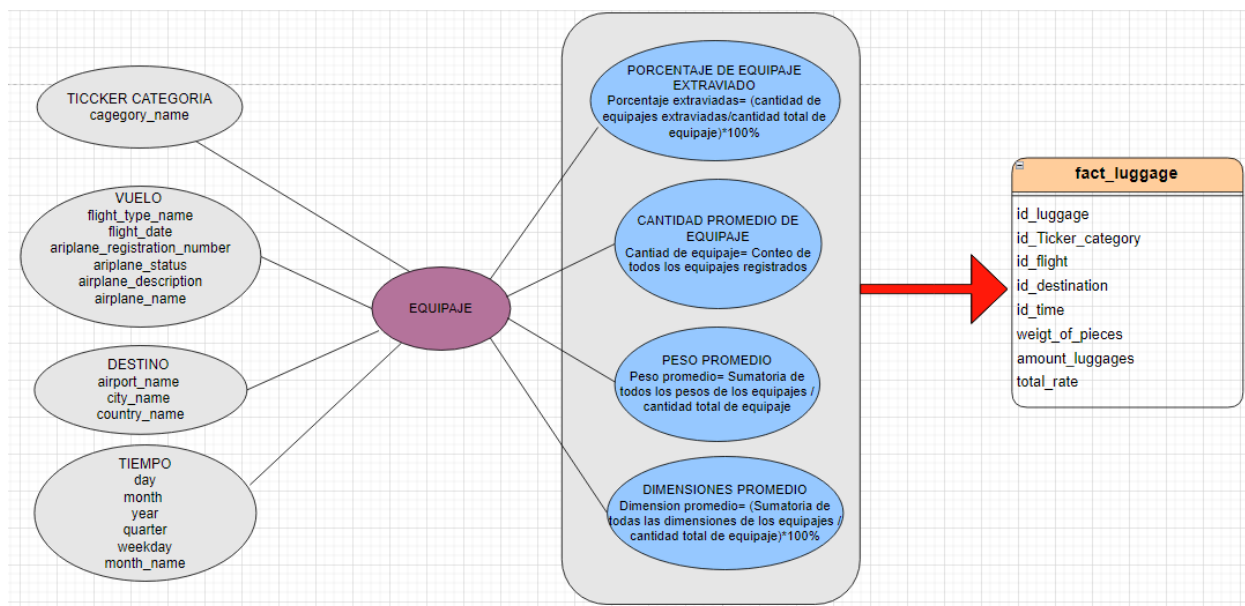 TICCKER CATEGORIA
cagegory_name
VUELO
flight_type_name
flight_date
ariplane_registration_number
ariplane_status
airplane_description
airplane_name
DESTINO
airport_name
city_name
country_name
TIEMPO
day
month
year
quarter
weekday
month_name
EQUIPAJE
PORCENTAJE DE EQUIPAJE
EXTRAVIADO
Porcentaje extraviadas= (cantidad de
equipajes extraviadas/cantidad total de
equipaje)*100%
CANTIDAD PROMEDIO DE
EQUIPAJE
Cantiad de equipaje= Conteo de
todos los equipajes registrados
PESO PROMEDIO
Peso promedio= Sumatoria de
todos los pesos de los equipajes /
cantidad total de equipaje
DIMENSIONES PROMEDIO
Dimension promedio= (Sumatoria de
todas las dimensiones de los equipajes /
cantidad total de equipaje)*100%
fact_luggage
id_luggage
id_Ticker_category
id_flight
id_destination
id_time
weigt_of_pieces
amount_luggages
total_rate